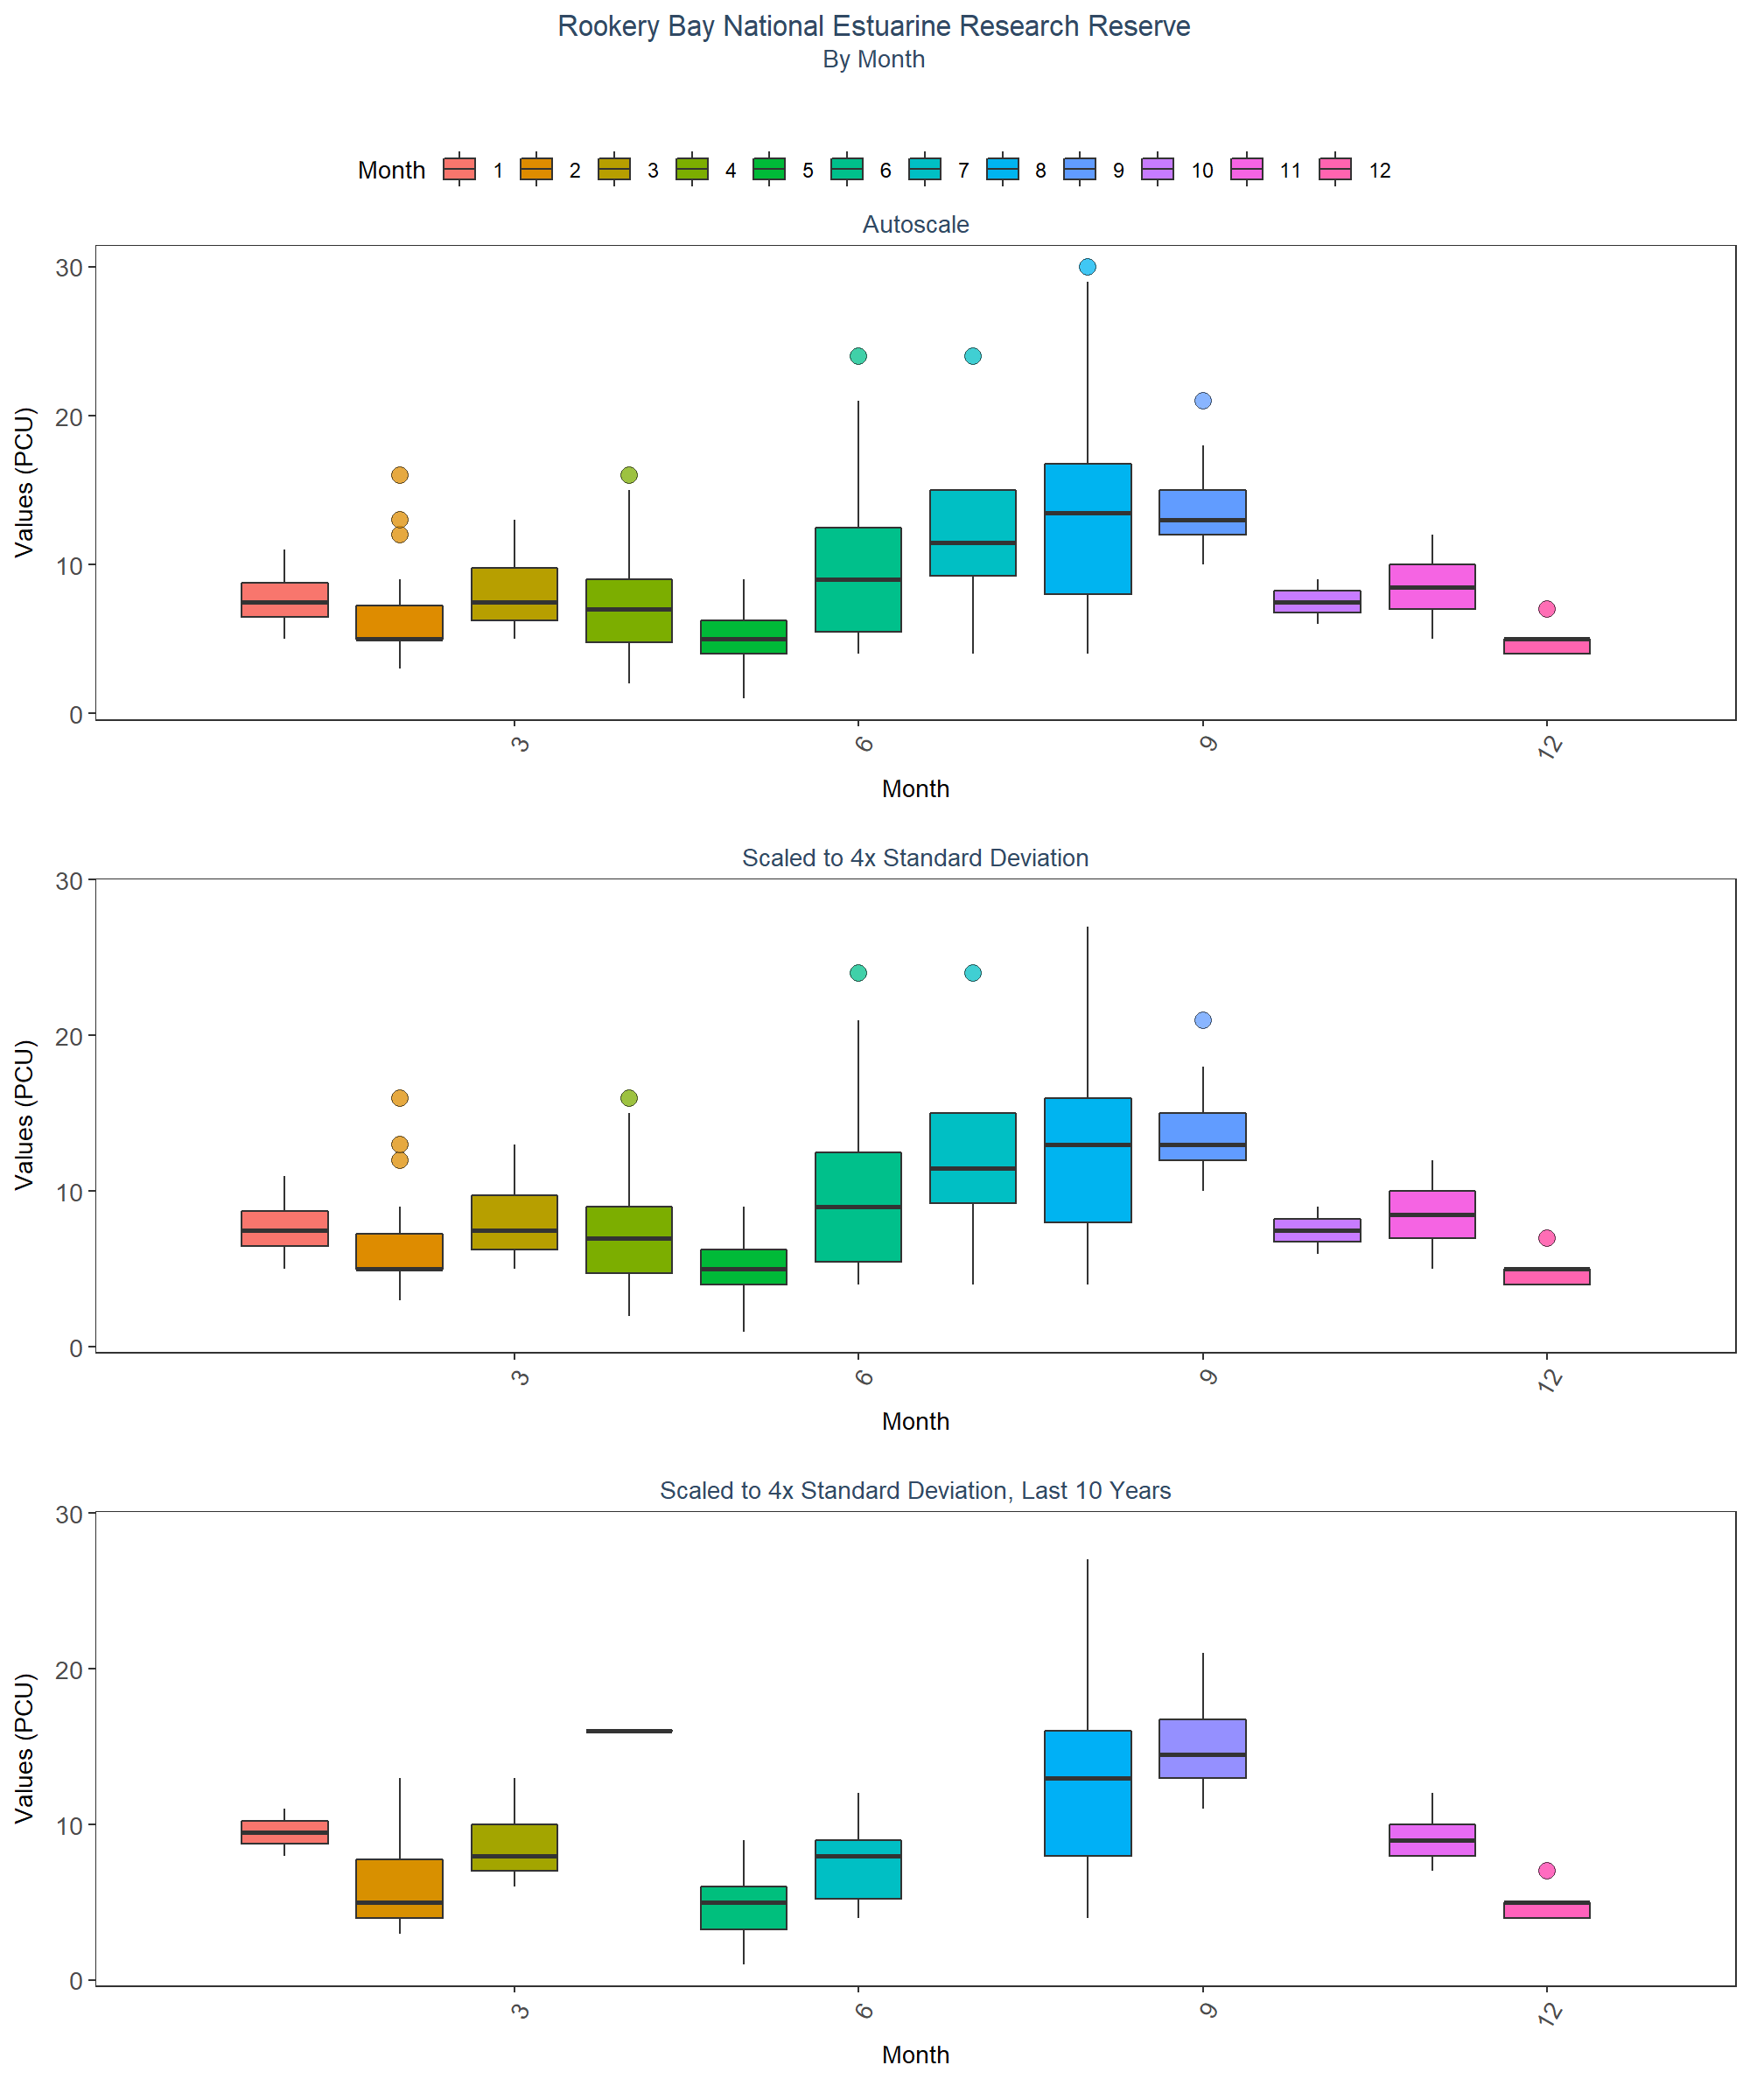 Rookery Bay National Estuarine Research Reserve
By Month
Month 1 2 3 4 5 6 7 8 9 10 11 12
Autoscale
Values (PCU)
30
20
10
0
3 6 9 12
Month
Scaled to 4x Standard Deviation
Values (PCU)
30
20
10
0
3 6 9 12
Month
Scaled to 4x Standard Deviation, Last 10 Years
Values (PCU)
30
20
10
0
3 6 9 12
Month